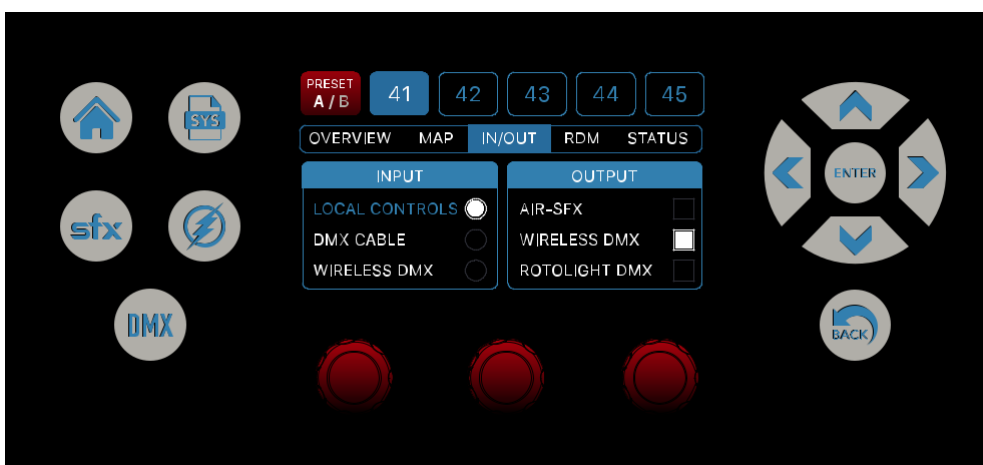 SYS
sfx
DMX
PRESET
A / B
41
42
43
44
45
OVERVIEW MAP IN/OUT RDM STATUS
INPUT
LOCAL CONTROLS
DMX CABLE
WIRELESS DMX
OUTPUT
AIR-SFX
WIRELESS DMX
ROTOLIGHT DMX
ENTER
BACK